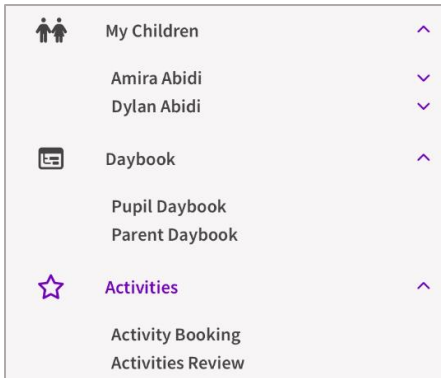 My Children
Amira Abidi
Dylan Abidi
Daybook
Pupil Daybook
Parent Daybook
Activities
Activity Booking
Activities Review